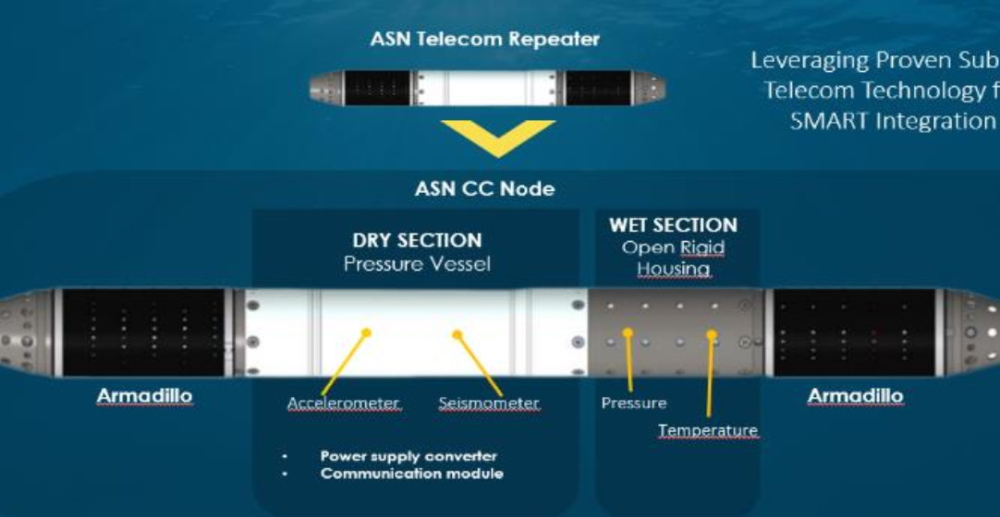 ASN Telecom Repeater
Leveraging Proven Sub
Telecom Technology f
SMART Integration
ASN CC Node
DRY SECTION
Pressure Vessel
WET SECTION
Open Rigid
Housing
Armadillo
Accelerometer
Seismometer
Pressure
Temperature
Armadillo
• Power supply converter
• Communication module